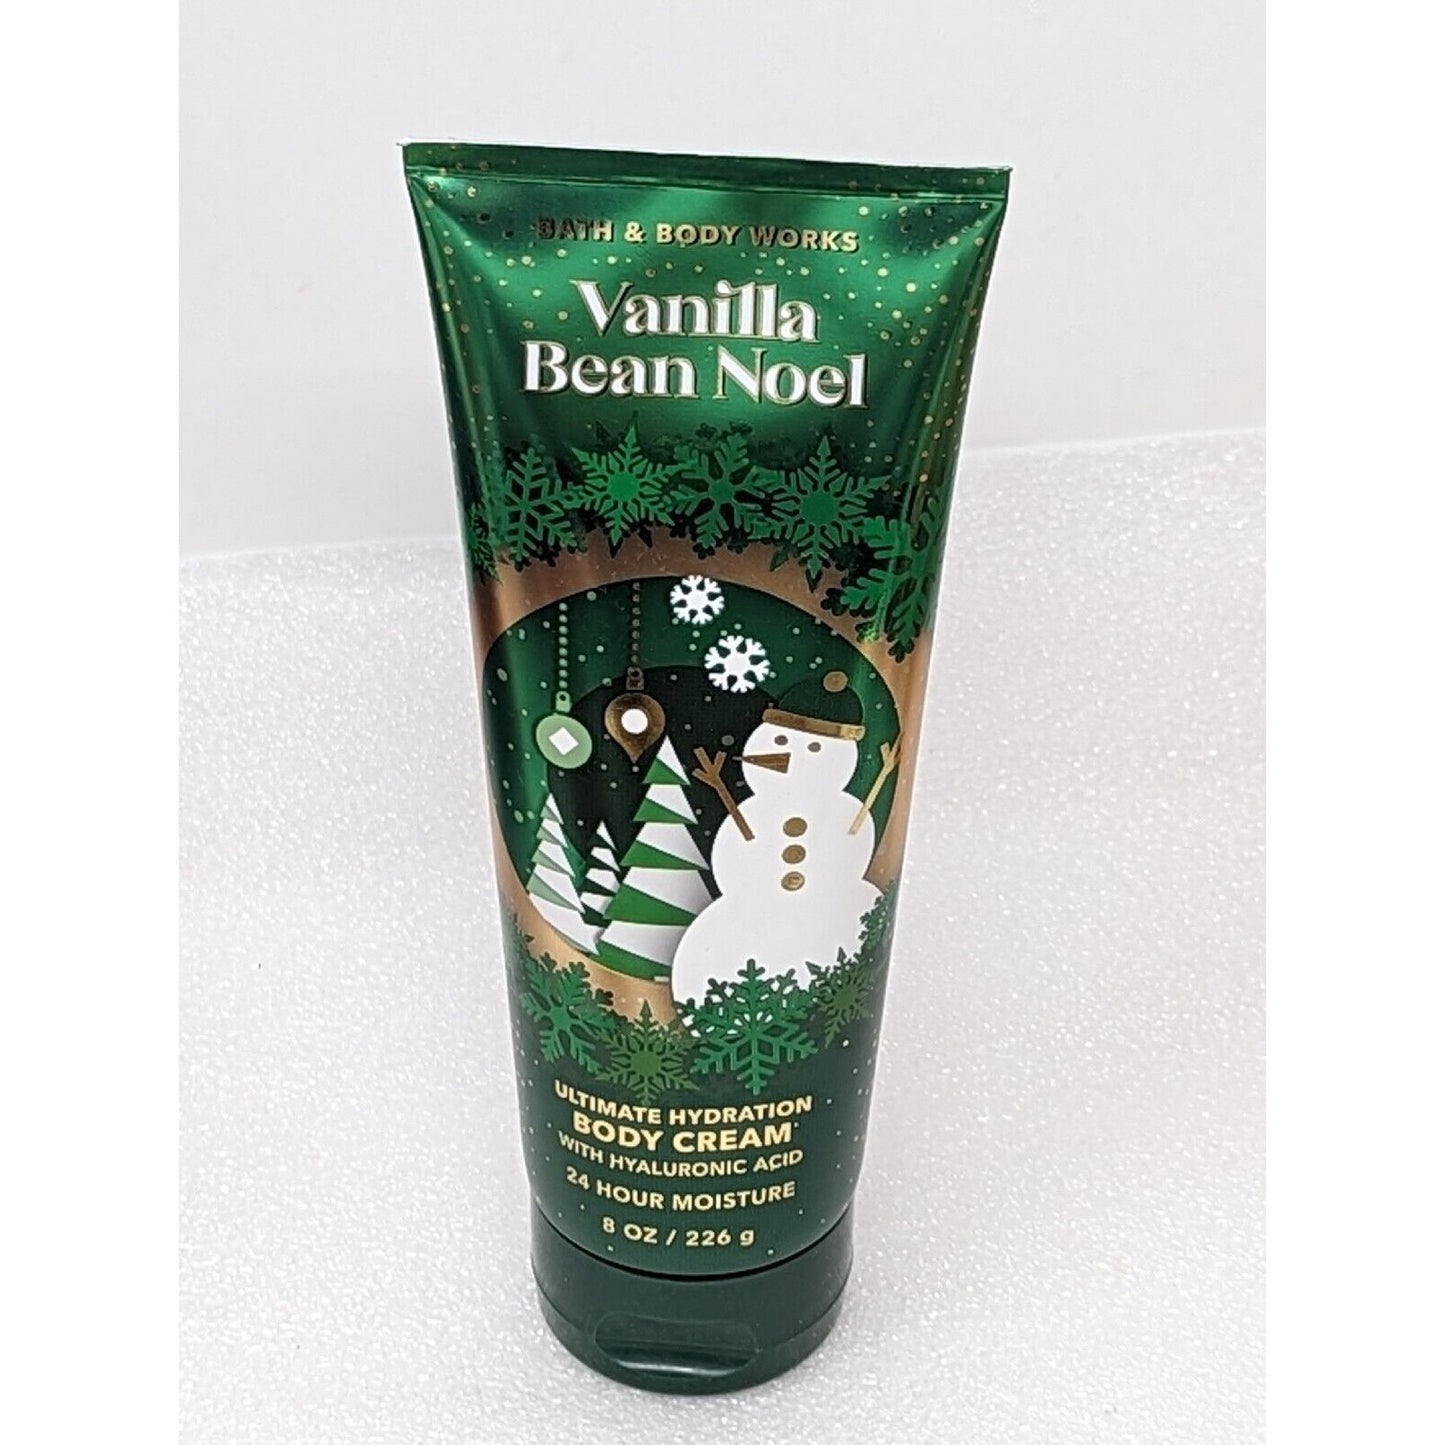 BATH & BODY WORKS
Vanilla
Bean Noel
ULTIMATE HYDRATION
BODY CREAM
WITH HYALURONIC ACID
24 HOUR MOISTURE
8 OZ / 226 g